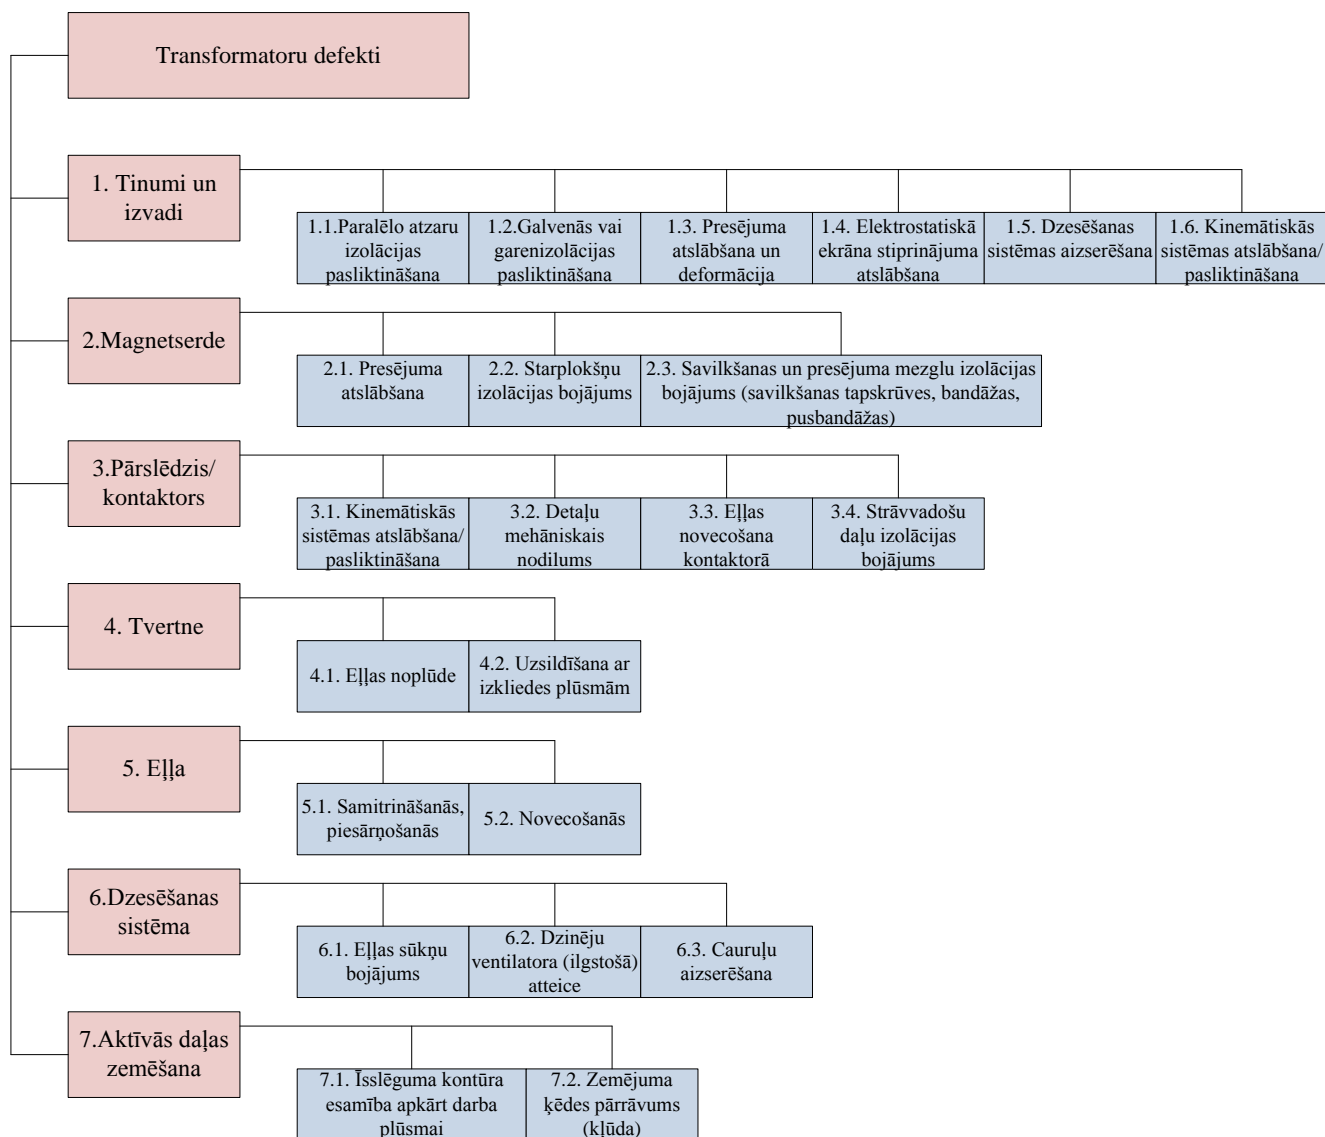 Transformatoru defekti
1. Tinumi un
izvadi
1.1.Paralēlo atzaru
izolācijas
pasliktināšana
1.2.Galvenās vai
garenizolācijas
pasliktināšana
1.3. Presējuma
atslābšana un
deformācija
1.4. Elektrostatiskā
ekrāna stiprinājuma
atslābšana
1.5. Dzesēšanas
sistēmas aizserēšana
1.6. Kinemātiskās
sistēmas atslābšana/
pasliktināšana
2.Magnetserde
2.1. Presējuma
atslābšana
2.2. Starplokšņu
izolācijas bojājums
2.3. Savilkšanas un presējuma mezglu izolācijas
bojājums (savilkšanas tapskrūves, bandāžas,
pusbandāžas)
3.Pārslēdzis/
kontaktors
3.1. Kinemātiskās
sistēmas atslābšana/
pasliktināšana
3.2. Detaļu
mehāniskais
nodilums
3.3. Eļļas
novecošana
kontaktorā
3.4. Strāvvadošu
daļu izolācijas
bojājums
4. Tvertne
4.1. Eļļas noplūde
4.2. Uzsildīšana ar
izkliedes plūsmām
5. Eļļa
5.1. Samitrināšanās,
piesārņošanās
5.2. Novecošanās
6.Dzesēšanas
sistēma
6.1. Eļļas sūkņu
bojājums
6.2. Dzinēju
ventilatora (ilgstošā)
atteice
6.3. Cauruļu
aizserēšana
7.Aktīvās daļas
zemēšana
7.1. Īsslēguma kontūra
esamība apkārt darba
plūsmai
7.2. Zemējuma
ķēdes pārrāvums
(kļūda)